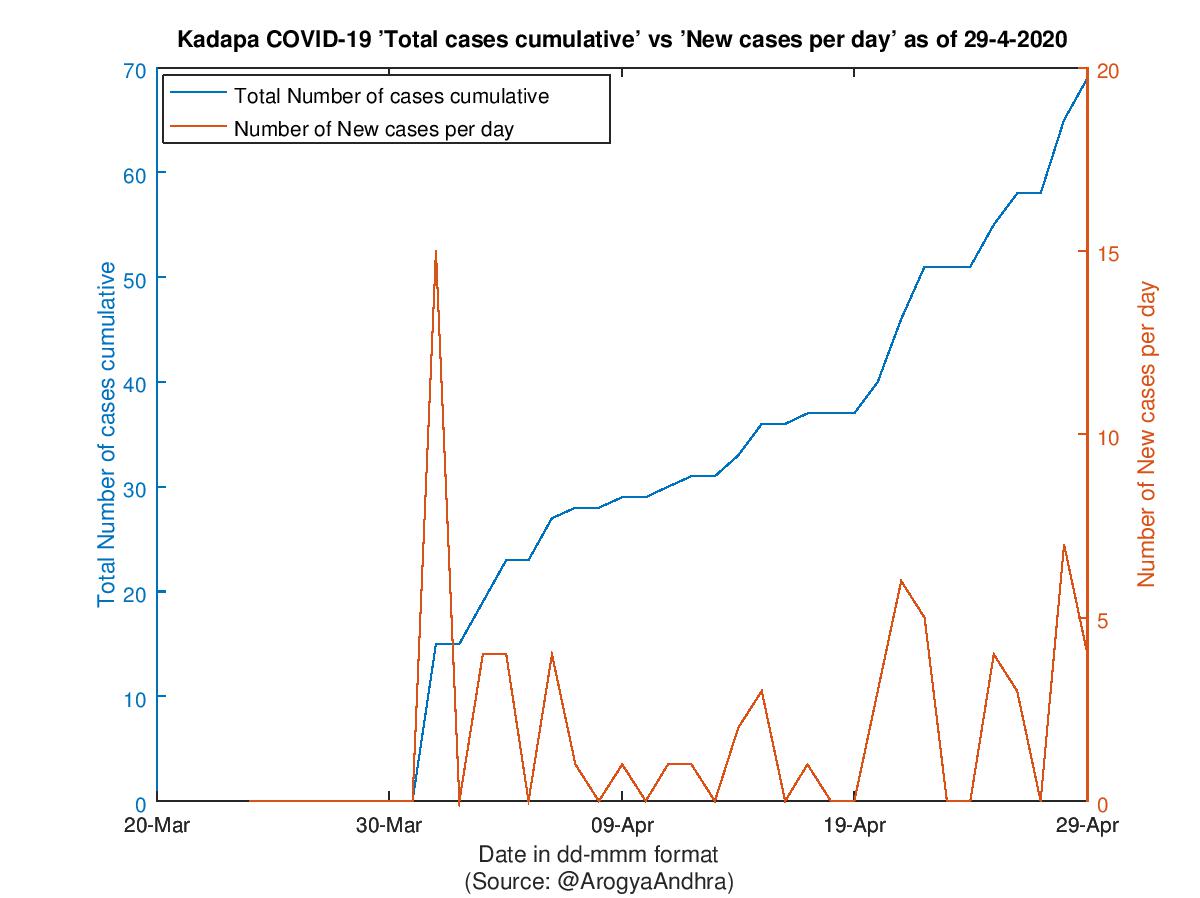 Kadapa COVID-19 ’Total cases cumulative’ vs ’New cases per day’ as of 29-4-2020
Total Number of cases cumulative
Number of New cases per day
70
60
50
40
30
20
10
0
Total Number of cases cumulative
20
15
10
5
0
Number of New cases per day
20-Mar 30-Mar 09-Apr 19-Apr 29-Apr
Date in dd-mmm format
(Source: @ArogyaAndhra)